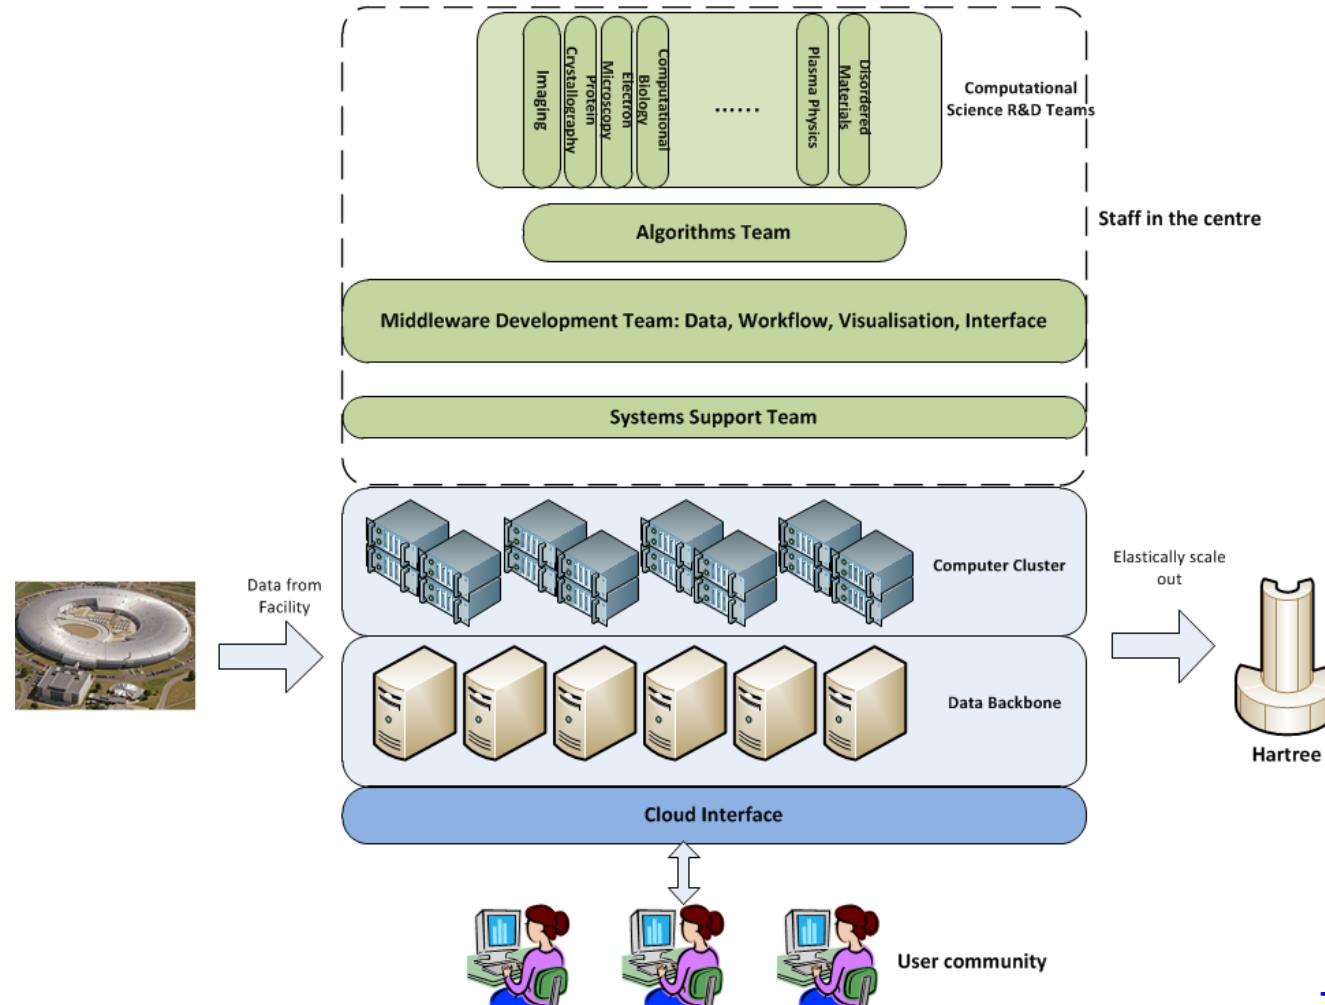 Imaging
Protein
Crystallography
Electron
Microscopy
Computational
Biology
......
Plasma Physics
Disordered
Materials
Computational
Science R&D Teams
Algorithms Team
Staff in the centre
Middleware Development Team: Data, Workflow, Visualisation, Interface
Systems Support Team
Computer Cluster
Data from
Facility
Elastically scale
out
Data Backbone
Hartree
Cloud Interface
User community